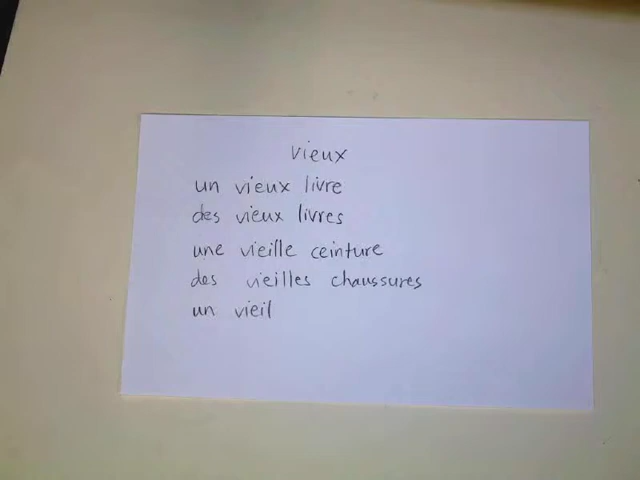 vieux
un vieux livre
des vieux livres
une vieille ceinture
des vieilles chaussures
un vieil